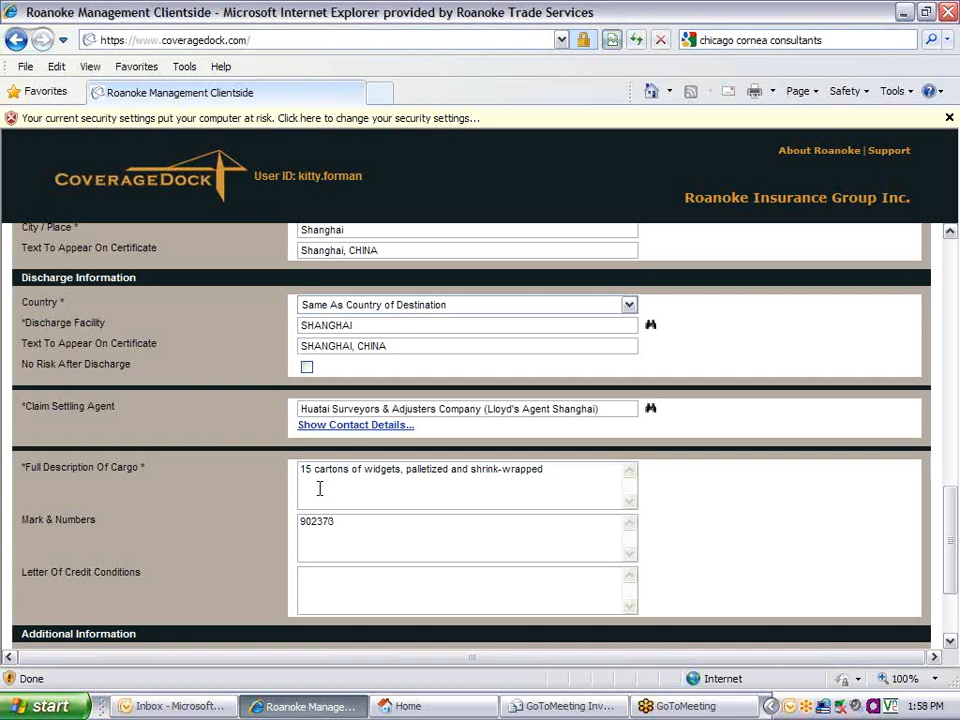 Roanoke Management Clientside - Microsoft Internet Explorer provided by Roanoke Trade Services
https://www.coveragedock.com/
chicago cornea consultants
File Edit View Favorites Tools Help
Favorites Roanoke Management Clientside Page Safety Tools
Your current security settings put your computer at risk. Click here to change your security settings...
About Roanoke | Support
COVERAGEDOCK User ID: kitty.forman
Roanoke Insurance Group Inc.
City / Place * Shanghai
Text To Appear On Certificate Shanghai, CHINA
Discharge Information
Country * Same As Country of Destination
*Discharge Facility SHANGHAI
Text To Appear On Certificate SHANGHAI, CHINA
No Risk After Discharge
*Claim Settling Agent Huatai Surveyors & Adjusters Company (Lloyd's Agent Shanghai)
Show Contact Details...
*Full Description Of Cargo * 15 cartons of widgets, palletized and shrink-wrapped
Mark & Numbers 902373
Letter Of Credit Conditions
Additional Information
Done Internet 100%
start Inbox - Microsoft... Roanoke Manage... Home GoToMeeting Inv... GoToMeeting 1:58 PM